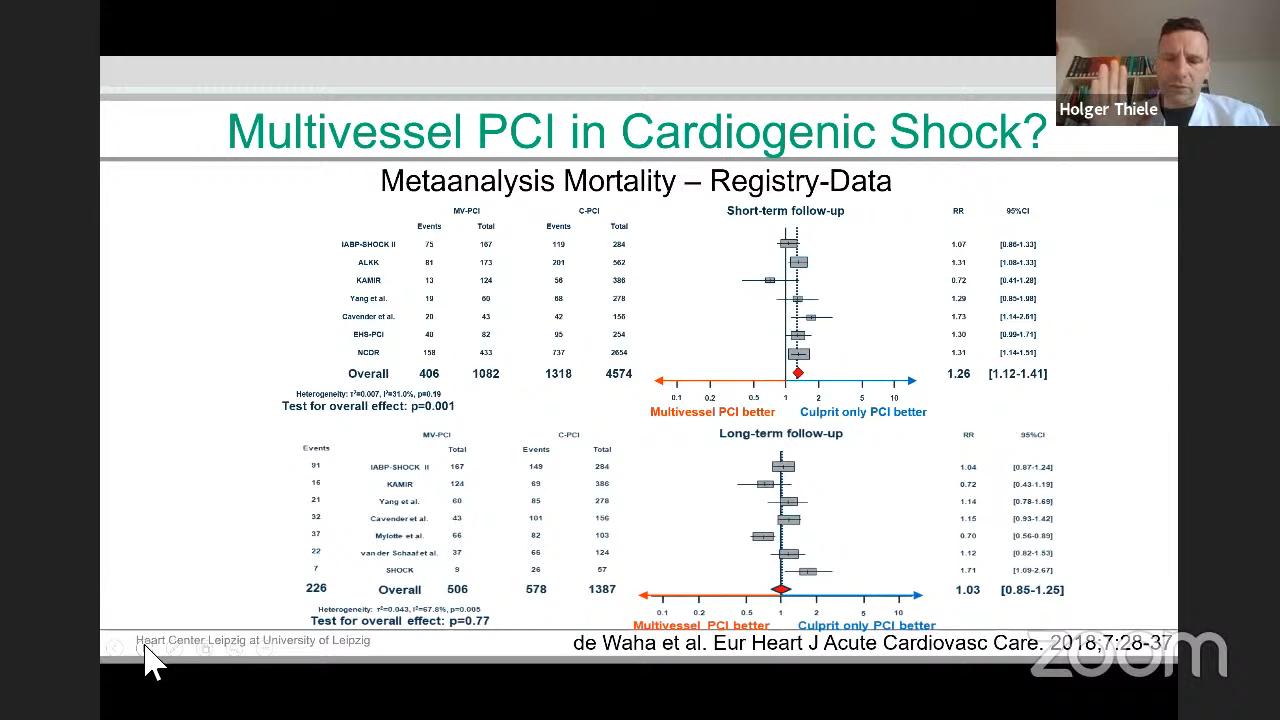 Holger Thiele
Multivessel PCI in Cardiogenic Shock?
Metaanalysis Mortality – Registry-Data
MV-PCI C-PCI Short-term follow-up RR 95%CI
Events Total Events Total
IABP-SHOCK II 75 167 119 284 1.07 [0.86-1.33]
ALKK 81 173 201 562 1.31 [1.08-1.33]
KAMIR 13 124 56 386 0.72 [0.41-1.28]
Yang et al. 19 60 68 278 1.29 [0.85-1.98]
Cavender et al. 20 43 42 156 1.73 [1.14-2.61]
EHS-PCI 40 82 95 254 1.30 [0.99-1.71]
NCDR 158 433 737 2654 1.31 [1.14-1.51]
Overall 406 1082 1318 4574 1.26 [1.12-1.41]
Heterogeneity: τ²=0.007, I²=31.0%, p=0.19
0.1 0.2 0.5 1 2 5 10
Test for overall effect: p=0.001
Multivessel PCI better Culprit only PCI better
MV-PCI C-PCI Long-term follow-up RR 95%CI
Events Total Events Total
91 IABP-SHOCK II 167 149 284 1.04 [0.87-1.24]
16 KAMIR 124 69 386 0.72 [0.43-1.19]
21 Yang et al. 60 85 278 1.14 [0.78-1.69]
32 Cavender et al. 43 101 156 1.15 [0.93-1.42]
37 Mylotte et al. 66 82 103 0.70 [0.56-0.89]
22 van der Schaaf et al. 37 66 124 1.12 [0.82-1.53]
7 SHOCK 9 26 57 1.71 [1.09-2.67]
226 Overall 506 578 1387 1.03 [0.85-1.25]
Heterogeneity: τ²=0.043, I²=67.8%, p=0.005
0.1 0.2 0.5 1 2 5 10
Test for overall effect: p=0.77
Multivessel PCI better Culprit only PCI better
Heart Center Leipzig at University of Leipzig
de Waha et al. Eur Heart J Acute Cardiovasc Care. 2018;7:28-37
zoom